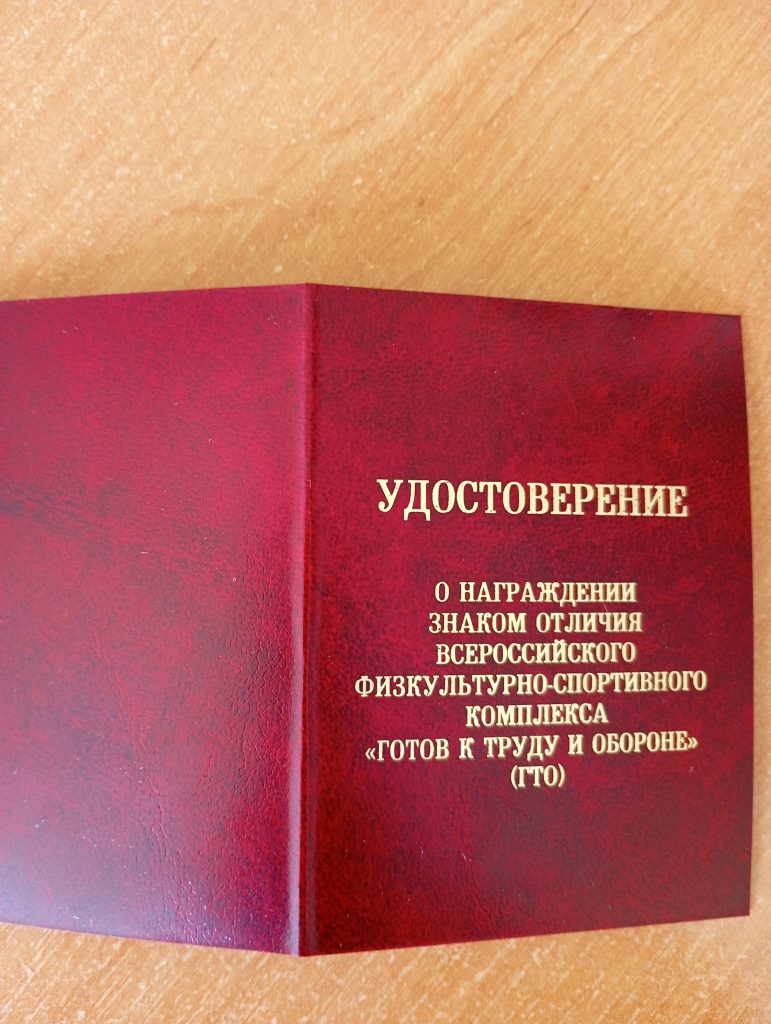 УДОСТОВЕРЕНИЕ
О НАГРАЖДЕНИИ
ЗНАКОМ ОТЛИЧИЯ
ВСЕРОССИЙСКОГО
ФИЗКУЛЬТУРНО-СПОРТИВНОГО
КОМПЛЕКСА
«ГОТОВ К ТРУДУ И ОБОРОНЕ»
(ГТО)